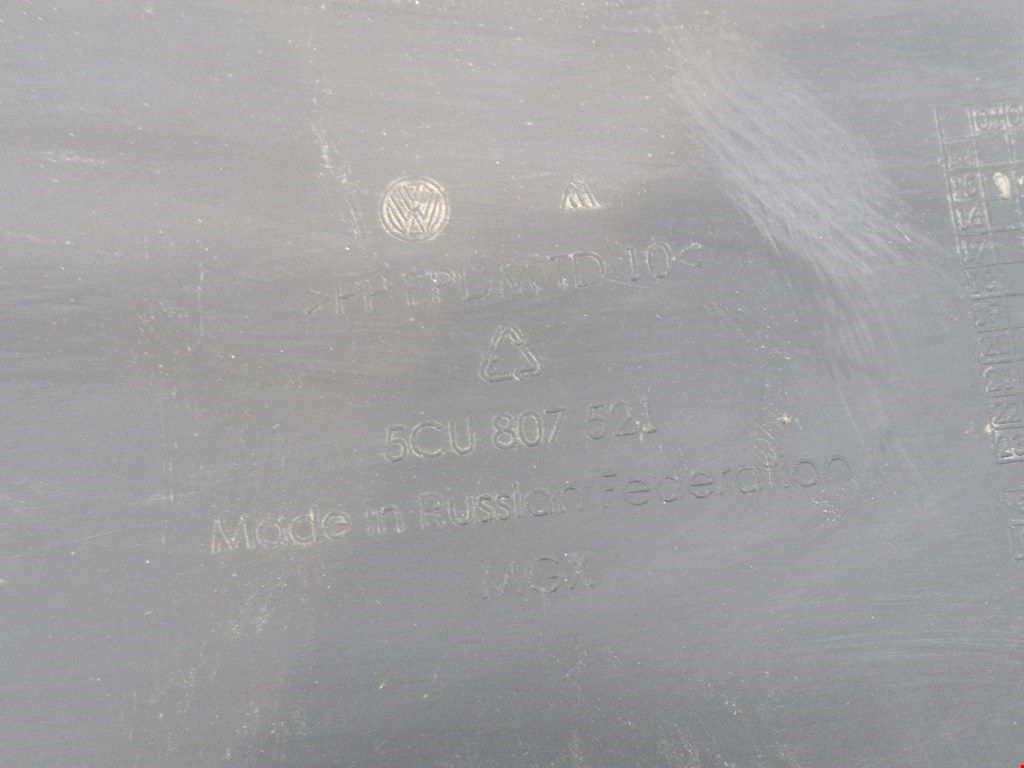 >PP EPDM TD 10<
5CU 807 521
Made in Russian Federation
MGX